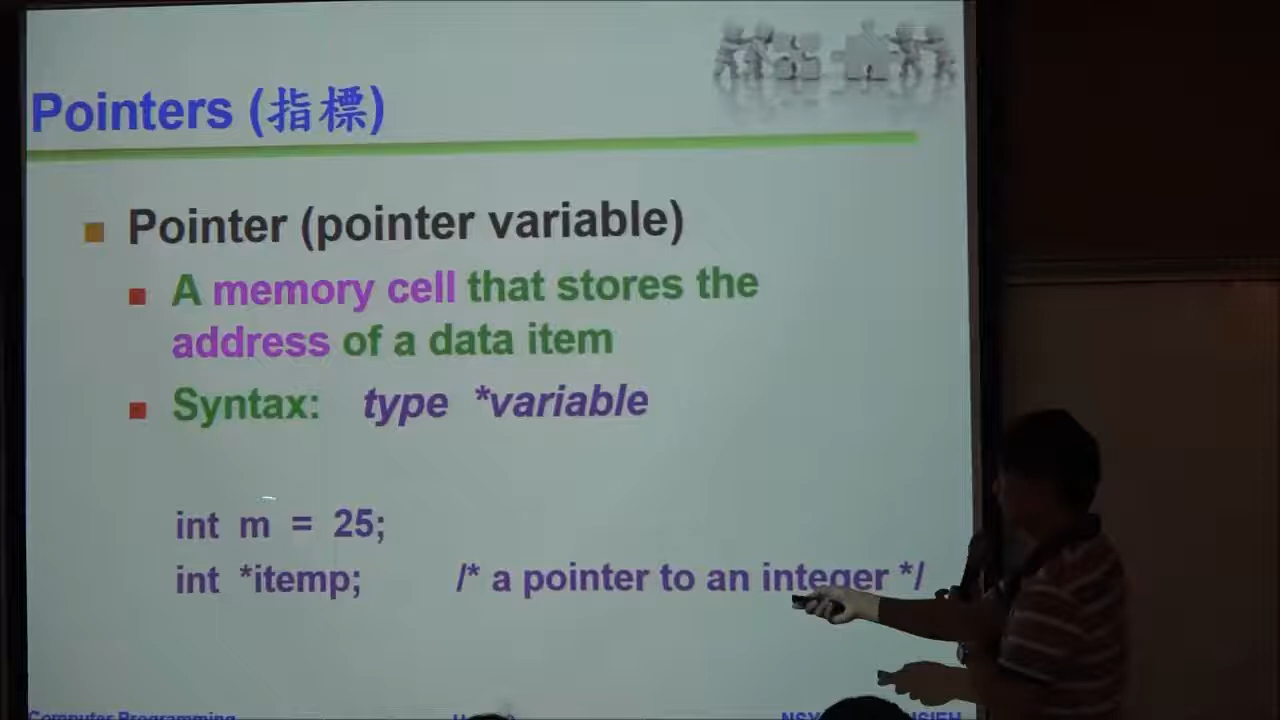 Pointers (指標)
Pointer (pointer variable)
A memory cell that stores the
address of a data item
Syntax: type *variable
int m = 25;
int *itemp; /* a pointer to an integer */
Computer Programming